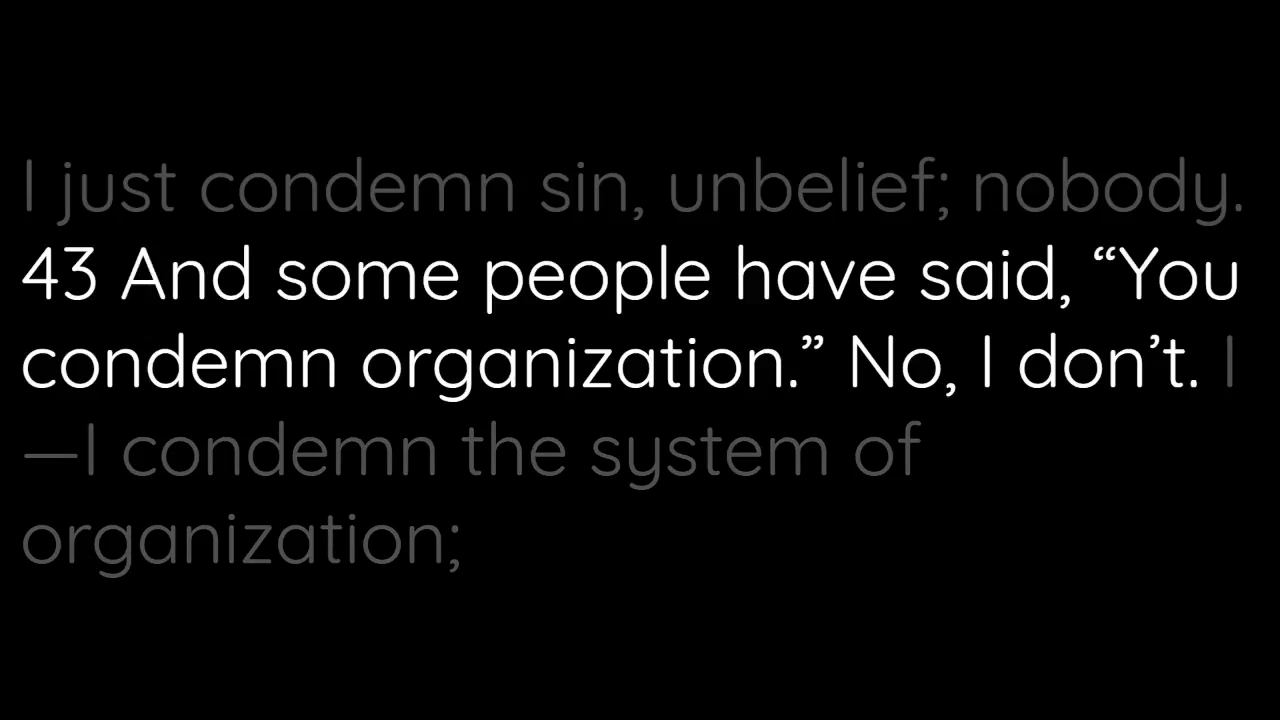 I just condemn sin, unbelief; nobody.
43 And some people have said, “You
condemn organization.” No, I don’t. I
—I condemn the system of
organization;